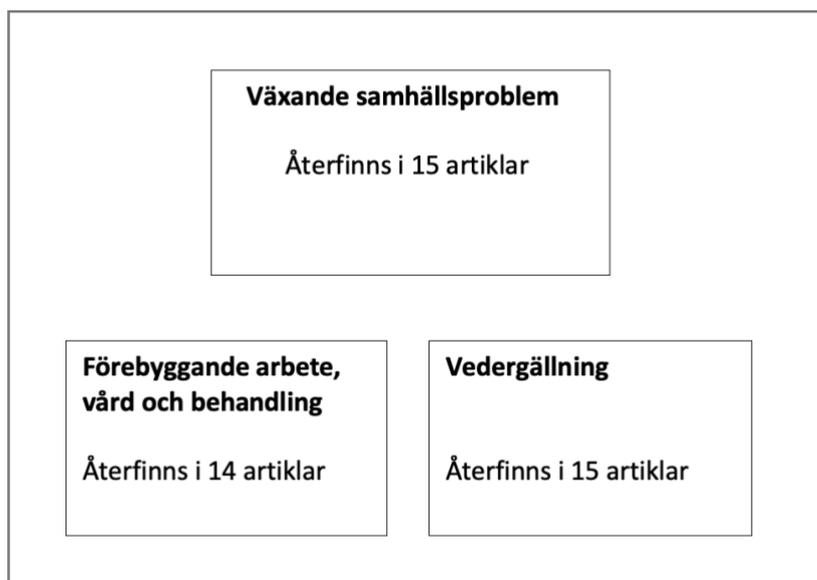 Växande samhällsproblem
Återfinns i 15 artiklar
Förebyggande arbete,
vård och behandling
Återfinns i 14 artiklar
Vedergällning
Återfinns i 15 artiklar